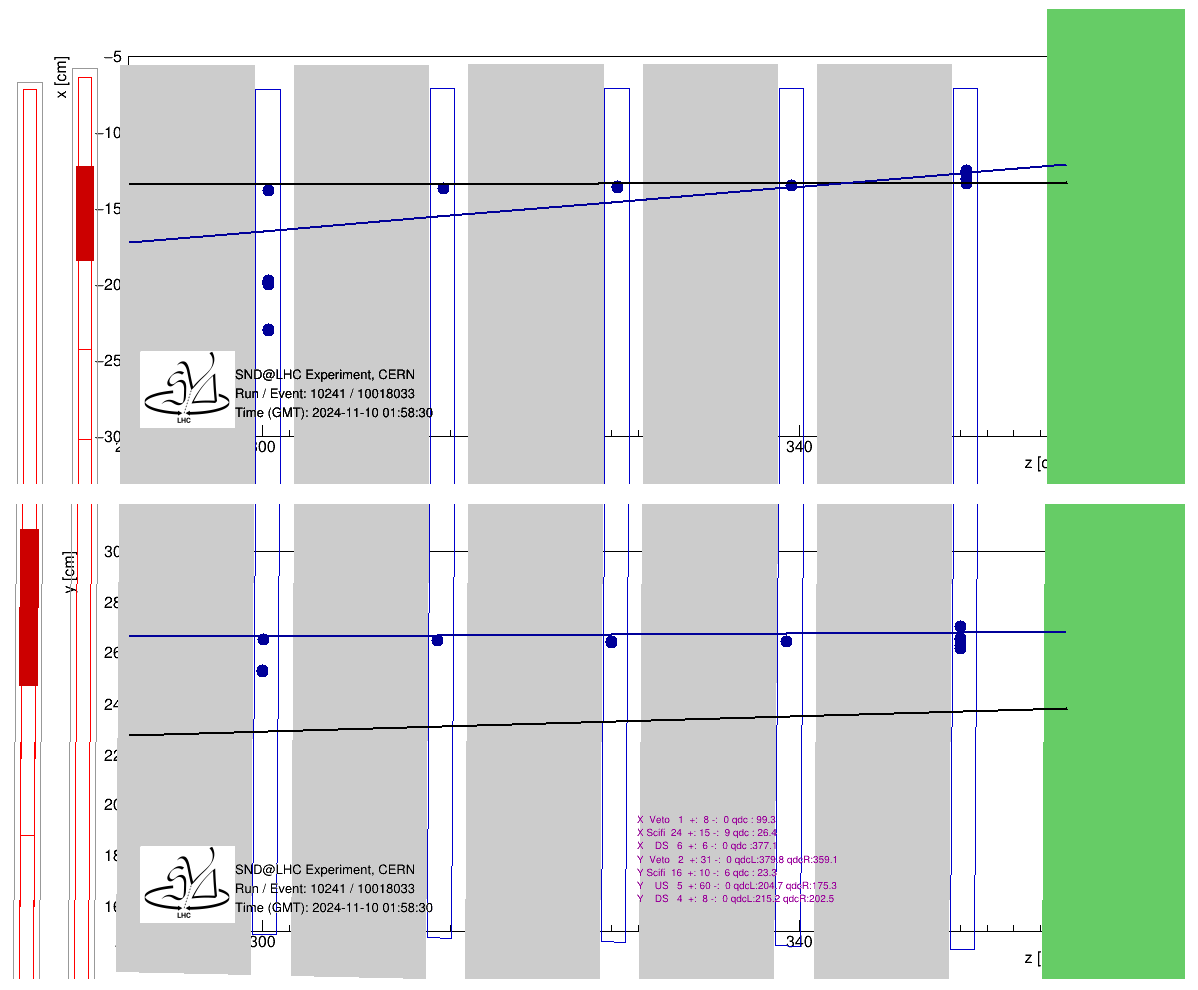 x [cm]
−5
−10
−15
−20
−25
−30
SND@LHC Experiment, CERN
Run / Event: 10241 / 10018033
Time (GMT): 2024-11-10 01:58:30
LHC
300
340
z [c
y [cm]
30
28
26
24
22
20
18
16
X Veto 1 +: 8 -: 0 qdc : 99.3
X Scifi 24 +: 15 -: 9 qdc : 26.4
X DS 6 +: 6 -: 0 qdc :377.1
Y Veto 2 +: 31 -: 0 qdcL:379.8 qdcR:359.1
Y Scifi 16 +: 10 -: 6 qdc : 23.3
Y US 5 +: 60 -: 0 qdcL:204.7 qdcR:175.3
Y DS 4 +: 8 -: 0 qdcL:215.2 qdcR:202.5
SND@LHC Experiment, CERN
Run / Event: 10241 / 10018033
Time (GMT): 2024-11-10 01:58:30
LHC
300
340
z [